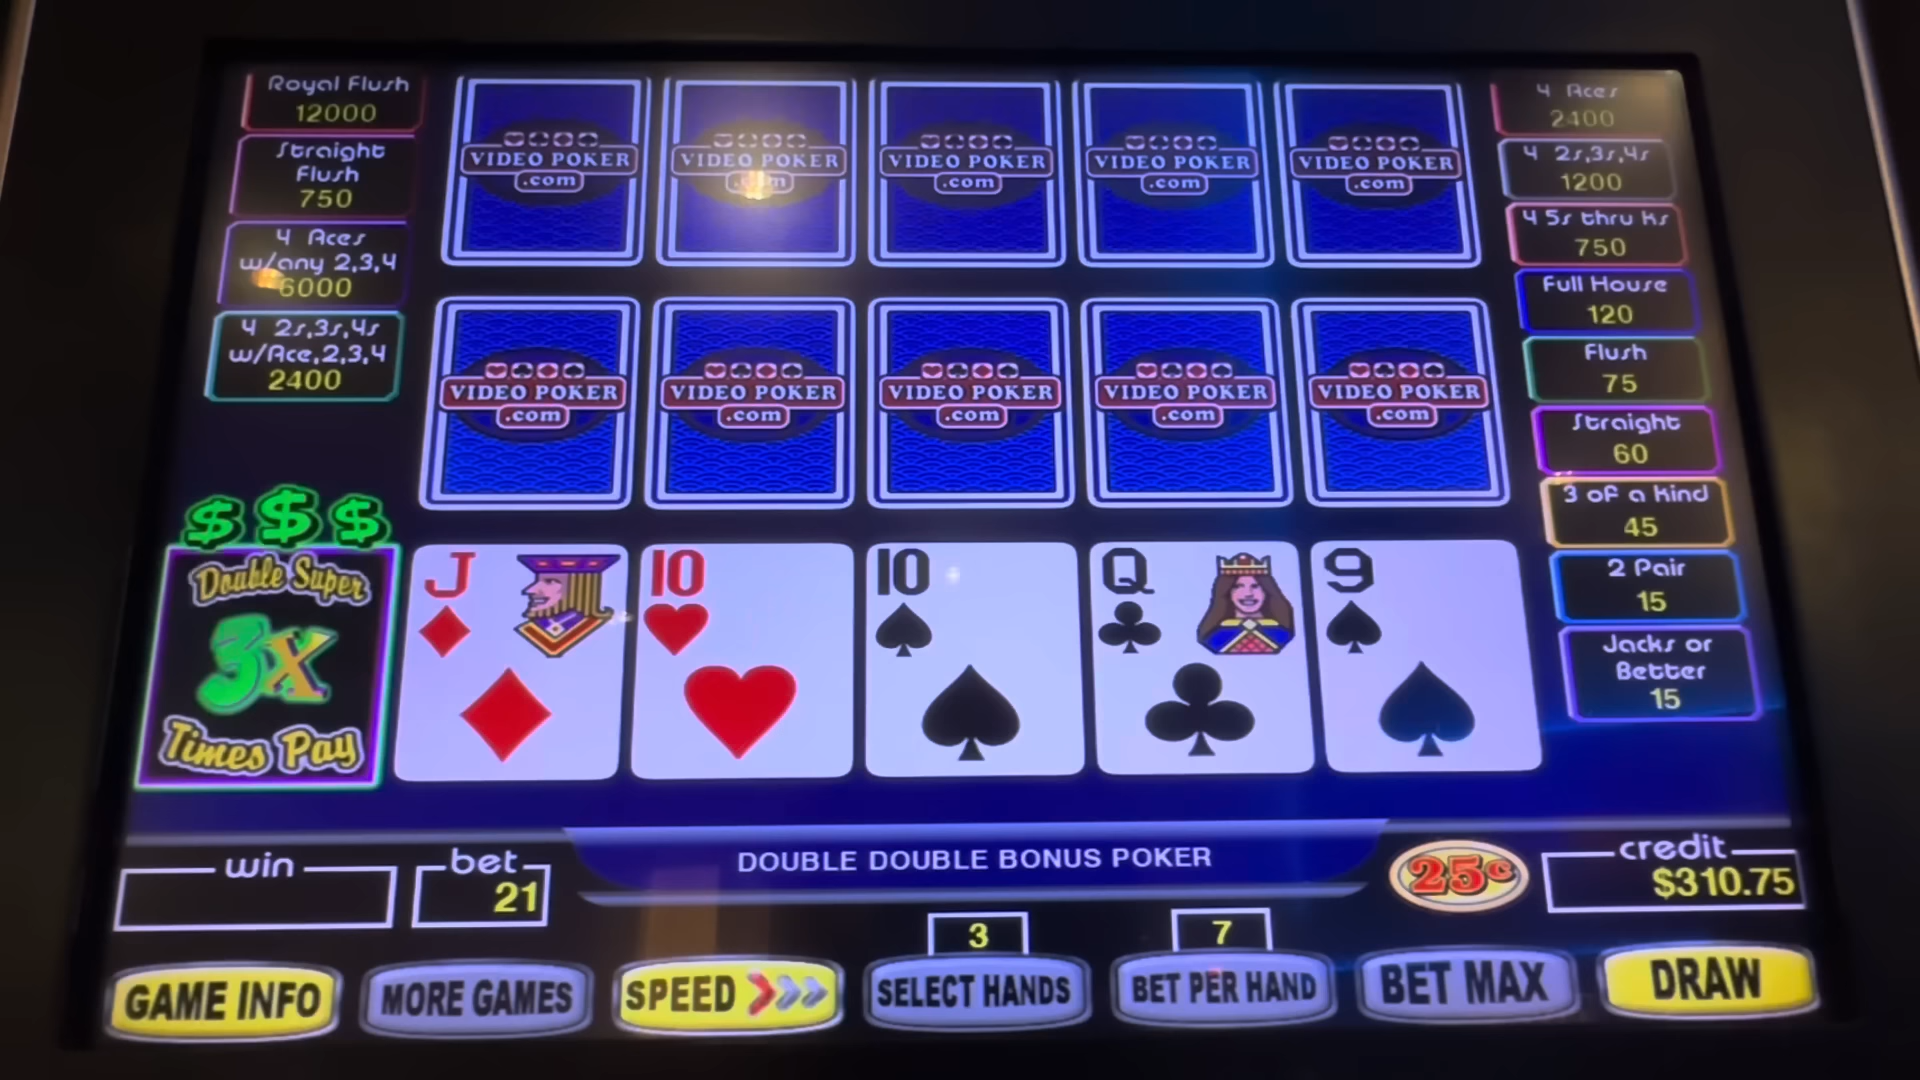 Royal Flush
12000
Straight
Flush
750
4 Aces
w/any 2,3,4
6000
4 2s,3s,4s
w/Ace,2,3,4
2400
VIDEO POKER
.com
VIDEO POKER
.com
VIDEO POKER
.com
VIDEO POKER
.com
VIDEO POKER
.com
VIDEO POKER
.com
VIDEO POKER
.com
VIDEO POKER
.com
VIDEO POKER
.com
VIDEO POKER
.com
4 Aces
2400
4 2s,3s,4s
1200
4 5s thru Ks
750
Full House
120
Flush
75
Straight
60
3 of a kind
45
2 Pair
15
Jacks or
Better
15
$ $ $
Double Super
3x
Times Pay
J
10
10
Q
9
win
bet
21
DOUBLE DOUBLE BONUS POKER
25¢
credit
$310.75
3
7
GAME INFO
MORE GAMES
SPEED
SELECT HANDS
BET PER HAND
BET MAX
DRAW